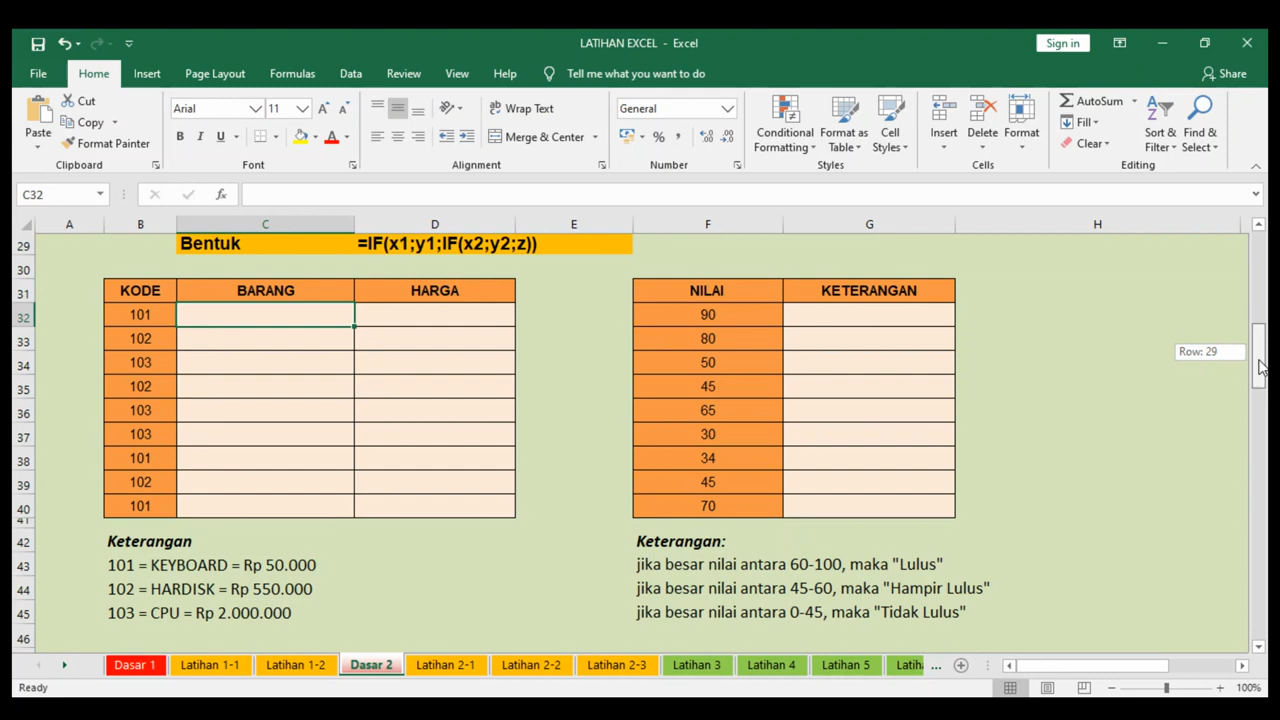 LATIHAN EXCEL - Excel
Sign in
File Home Insert Page Layout Formulas Data Review View Help Tell me what you want to do Share
Cut
Copy
Format Painter
Paste
Clipboard
Arial 11
B I U
Font
Wrap Text
Merge & Center
Alignment
General
%
Number
Conditional Formatting
Format as Table
Cell Styles
Styles
Insert Delete Format
Cells
AutoSum
Fill
Clear
Sort & Filter
Find & Select
Editing
C32 fx
A B C D E F G H
29 Bentuk =IF(x1;y1;IF(x2;y2;z))
30
31 KODE BARANG HARGA NILAI KETERANGAN
32 101 90
33 102 80
34 103 50
35 102 45
36 103 65
37 103 30
38 101 34
39 102 45
40 101 70
41
42 Keterangan Keterangan:
43 101 = KEYBOARD = Rp 50.000 jika besar nilai antara 60-100, maka "Lulus"
44 102 = HARDISK = Rp 550.000 jika besar nilai antara 45-60, maka "Hampir Lulus"
45 103 = CPU = Rp 2.000.000 jika besar nilai antara 0-45, maka "Tidak Lulus"
46
Row: 29
Dasar 1 Latihan 1-1 Latihan 1-2 Dasar 2 Latihan 2-1 Latihan 2-2 Latihan 2-3 Latihan 3 Latihan 4 Latihan 5 Latih ...
Ready 100%